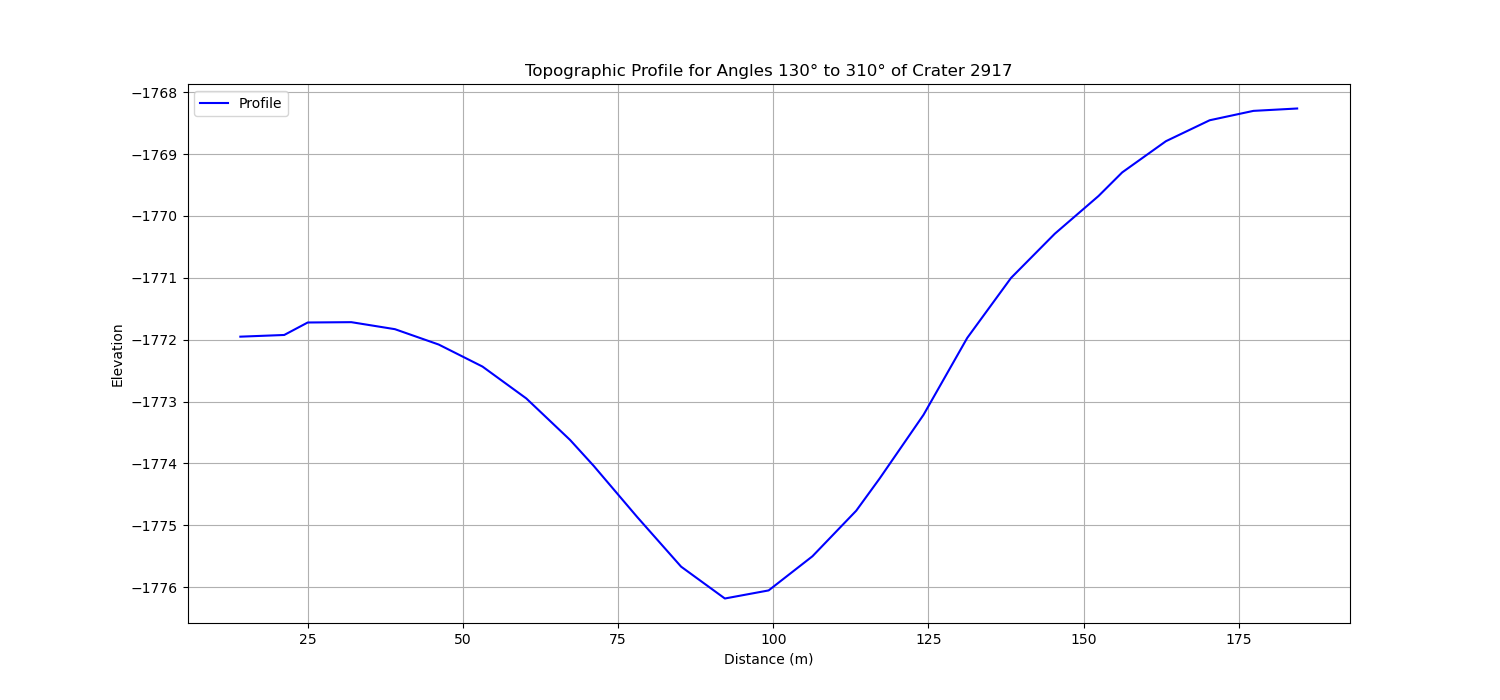 Topographic Profile for Angles 130° to 310° of Crater 2917
Profile
−1768
−1769
−1770
−1771
−1772
−1773
−1774
−1775
−1776
Elevation
25 50 75 100 125 150 175
Distance (m)